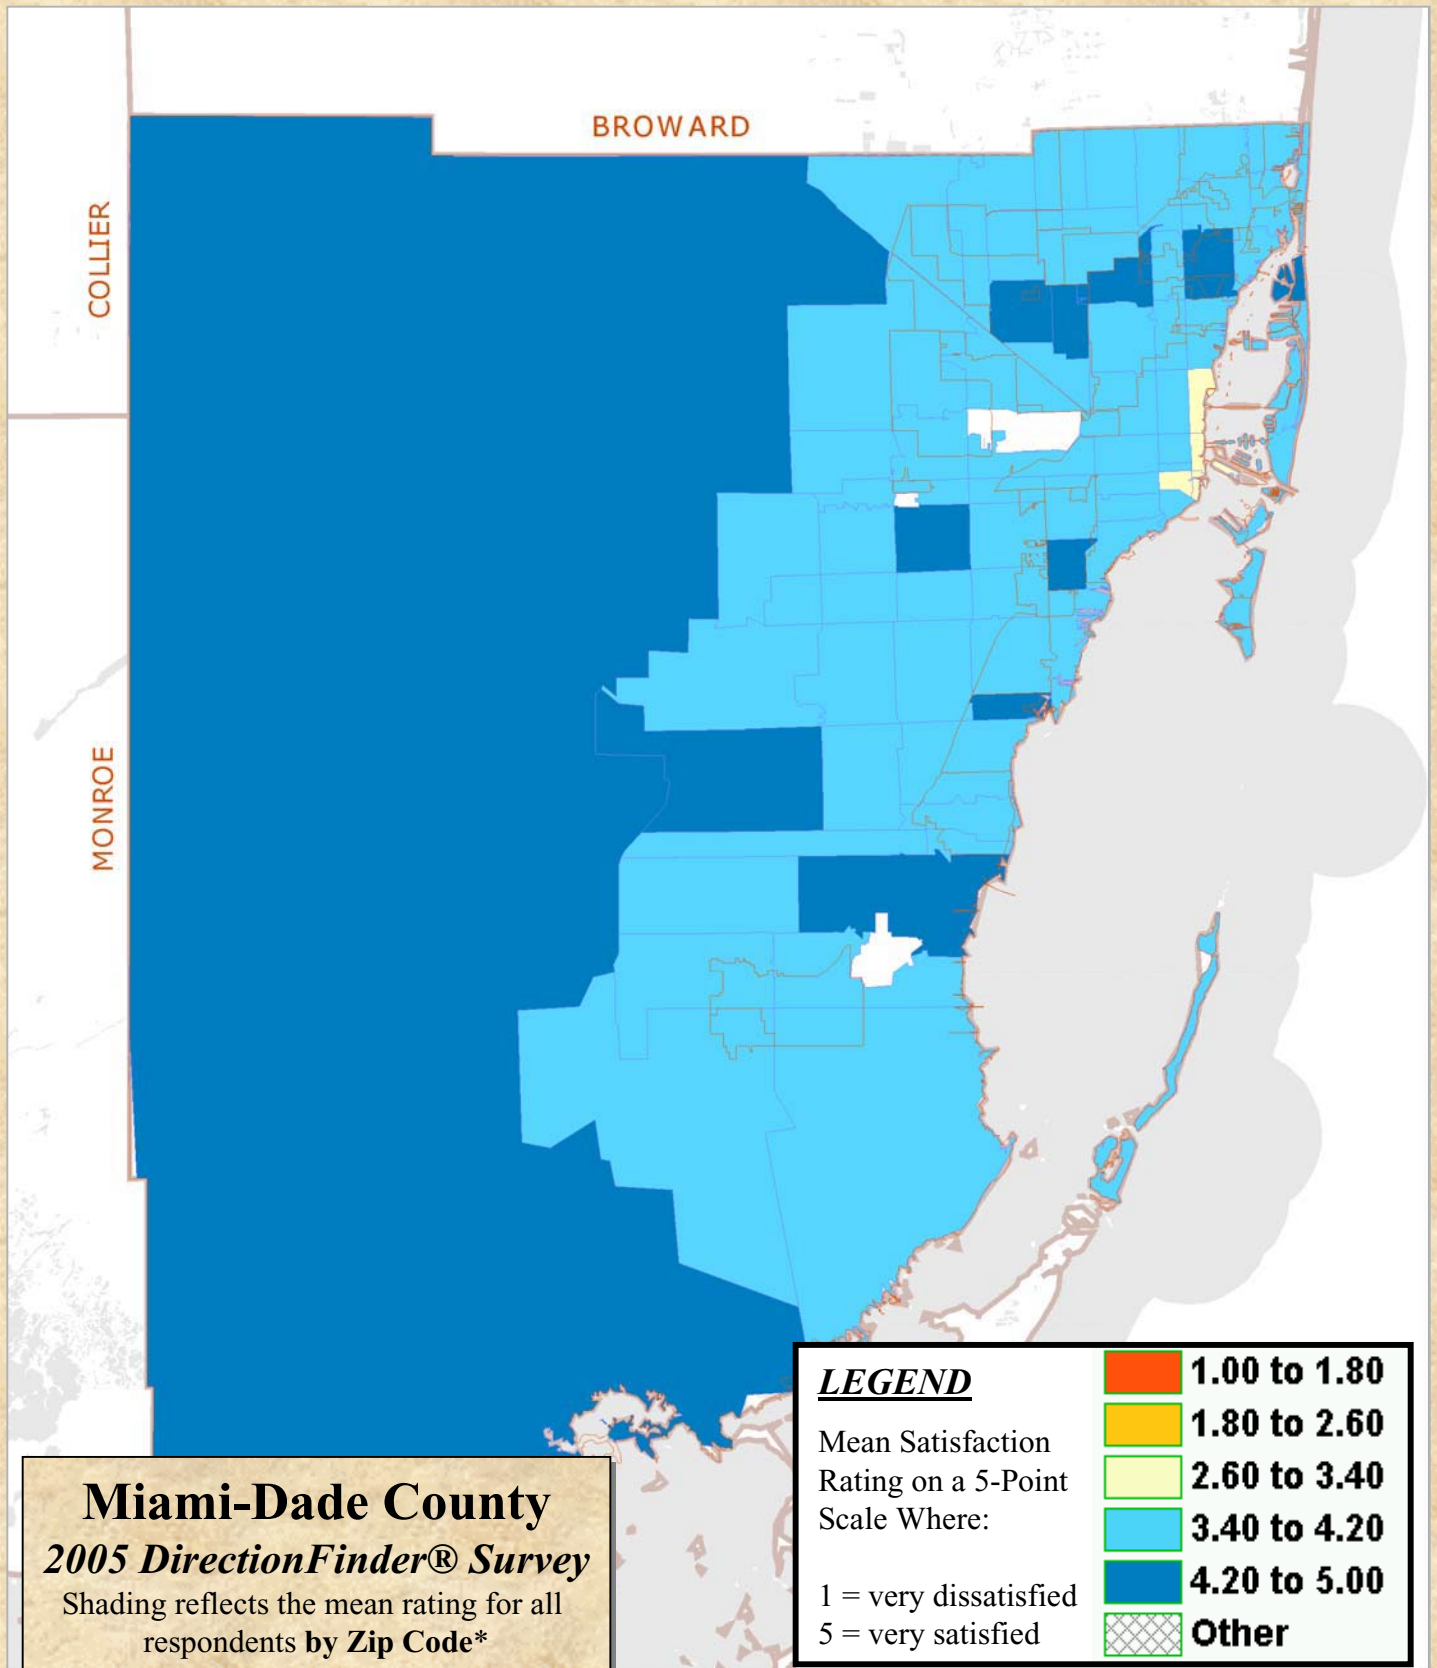 BROWARD
COLLIER
MONROE
LEGEND
Mean Satisfaction
Rating on a 5-Point
Scale Where:
1 = very dissatisfied
5 = very satisfied
1.00 to 1.80
1.80 to 2.60
2.60 to 3.40
3.40 to 4.20
4.20 to 5.00
Other
Miami-Dade County
2005 DirectionFinder® Survey
Shading reflects the mean rating for all
respondents by Zip Code*